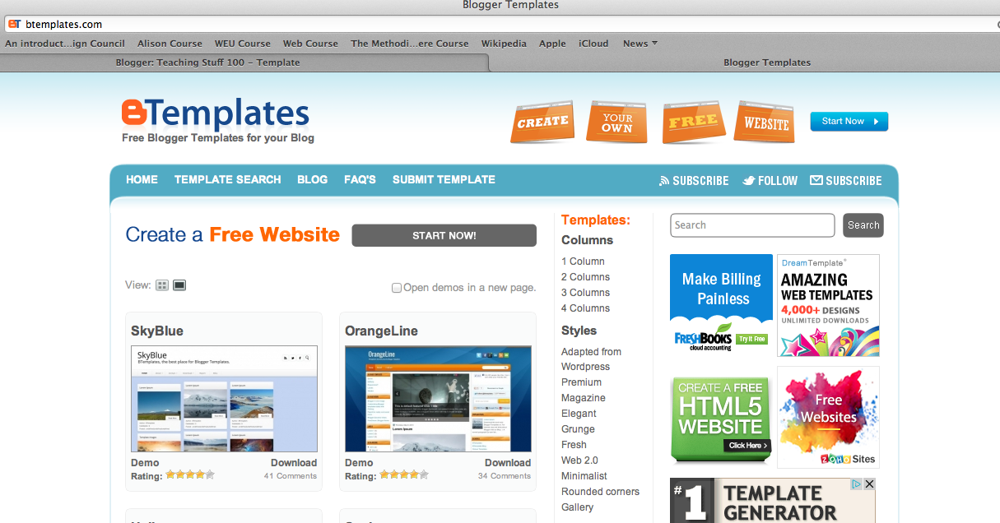 Blogger Templates
btemplates.com
An introduct...ign Council Alison Course WEU Course Web Course The Methodi...ere Course Wikipedia Apple iCloud News
Blogger: Teaching Stuff 100 – Template
Blogger Templates
BTemplates
Free Blogger Templates for your Blog
CREATE
YOUR OWN
FREE
WEBSITE
Start Now
HOME TEMPLATE SEARCH BLOG FAQ'S SUBMIT TEMPLATE
SUBSCRIBE FOLLOW SUBSCRIBE
Create a Free Website
START NOW!
View:
Open demos in a new page.
SkyBlue
SkyBlue
BTemplates, the best place for Blogger Templates.
Demo Download
Rating: 41 Comments
OrangeLine
OrangeLine
Lorem Ipsum
Demo Download
Rating: 34 Comments
Templates:
Columns
1 Column
2 Columns
3 Columns
4 Columns
Styles
Adapted from
Wordpress
Premium
Magazine
Elegant
Grunge
Fresh
Web 2.0
Minimalist
Rounded corners
Gallery
Search
Search
Make Billing
Painless
FRESHBOOKS
cloud accounting
Try it Free
DreamTemplate®
AMAZING
WEB TEMPLATES
4,000+ DESIGNS
UNLIMITED DOWNLOADS
CREATE A FREE
HTML5
WEBSITE
Click Here >
Free
Websites
ZOHO Sites
#1 TEMPLATE
GENERATOR